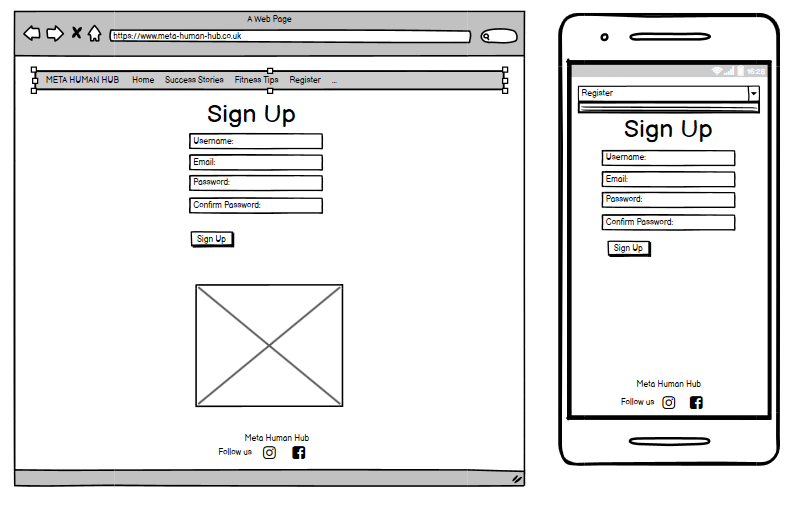 A Web Page
https://www.meta-human-hub.co.uk
META HUMAN HUB Home Success Stories Fitness Tips Register ...
Sign Up
Username:
Email:
Password:
Confirm Password:
Sign Up
Meta Human Hub
Follow us
16:28
Register
Sign Up
Username:
Email:
Password:
Confirm Password:
Sign Up
Meta Human Hub
Follow us